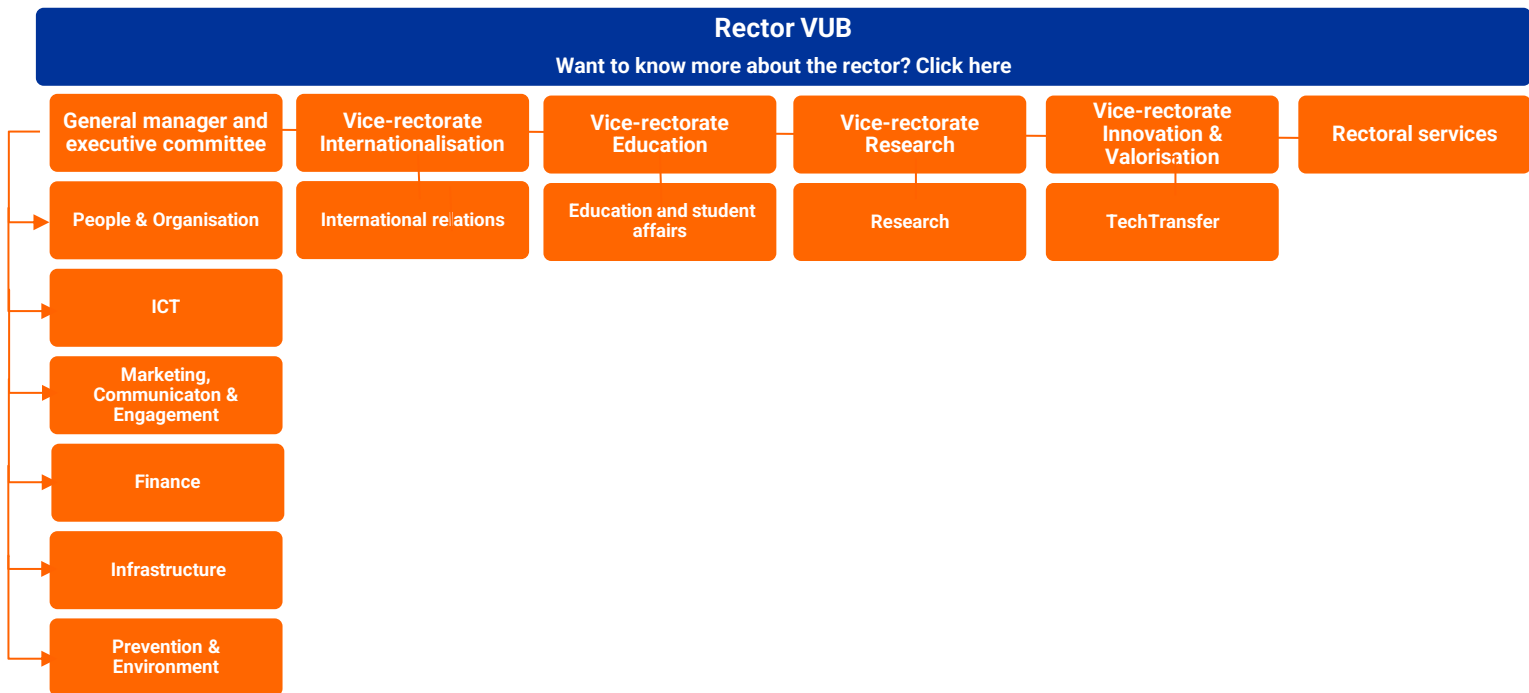 Rector VUB
Want to know more about the rector? Click here
General manager and
executive committee
Vice-rectorate
Internationalisation
Vice-rectorate
Education
Vice-rectorate
Research
Vice-rectorate
Innovation &
Valorisation
Rectoral services
People & Organisation
International relations
Education and student
affairs
Research
TechTransfer
ICT
Marketing,
Communicaton &
Engagement
Finance
Infrastructure
Prevention &
Environment